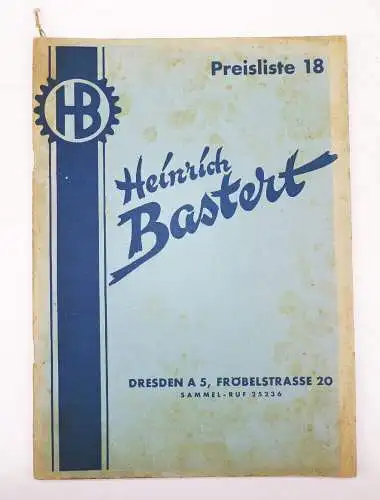 Preisliste 18
HB
Heinrich
Bastert
DRESDEN A 5, FRÖBELSTRASSE 20
SAMMEL-RUF 25236